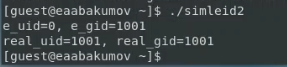 [guest@eaabakumov ~]$ ./simleid2
e_uid=0, e_gid=1001
real_uid=1001, real_gid=1001
[guest@eaabakumov ~]$